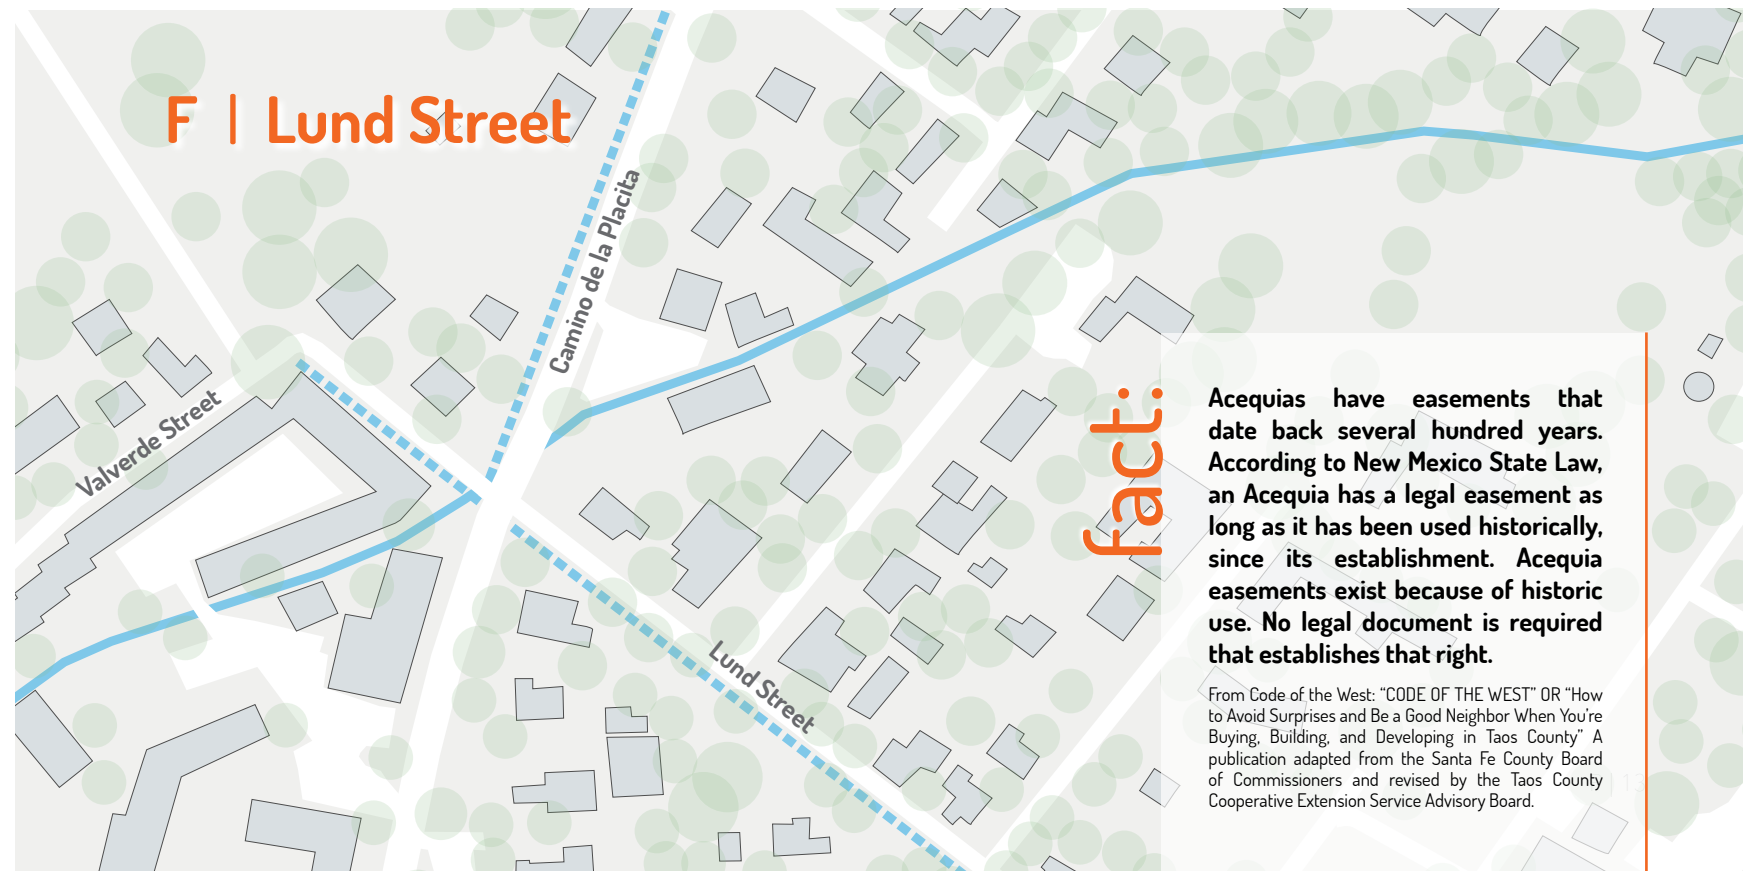 F | Lund Street
Camino de la Placita
Valverde Street
Lund Street
fact:
Acequias have easements that
date back several hundred years.
According to New Mexico State Law,
an Acequia has a legal easement as
long as it has been used historically,
since its establishment. Acequia
easements exist because of historic
use. No legal document is required
that establishes that right.
From Code of the West: “CODE OF THE WEST” OR “How
to Avoid Surprises and Be a Good Neighbor When You’re
Buying, Building, and Developing in Taos County” A
publication adapted from the Santa Fe County Board
of Commissioners and revised by the Taos County
Cooperative Extension Service Advisory Board.